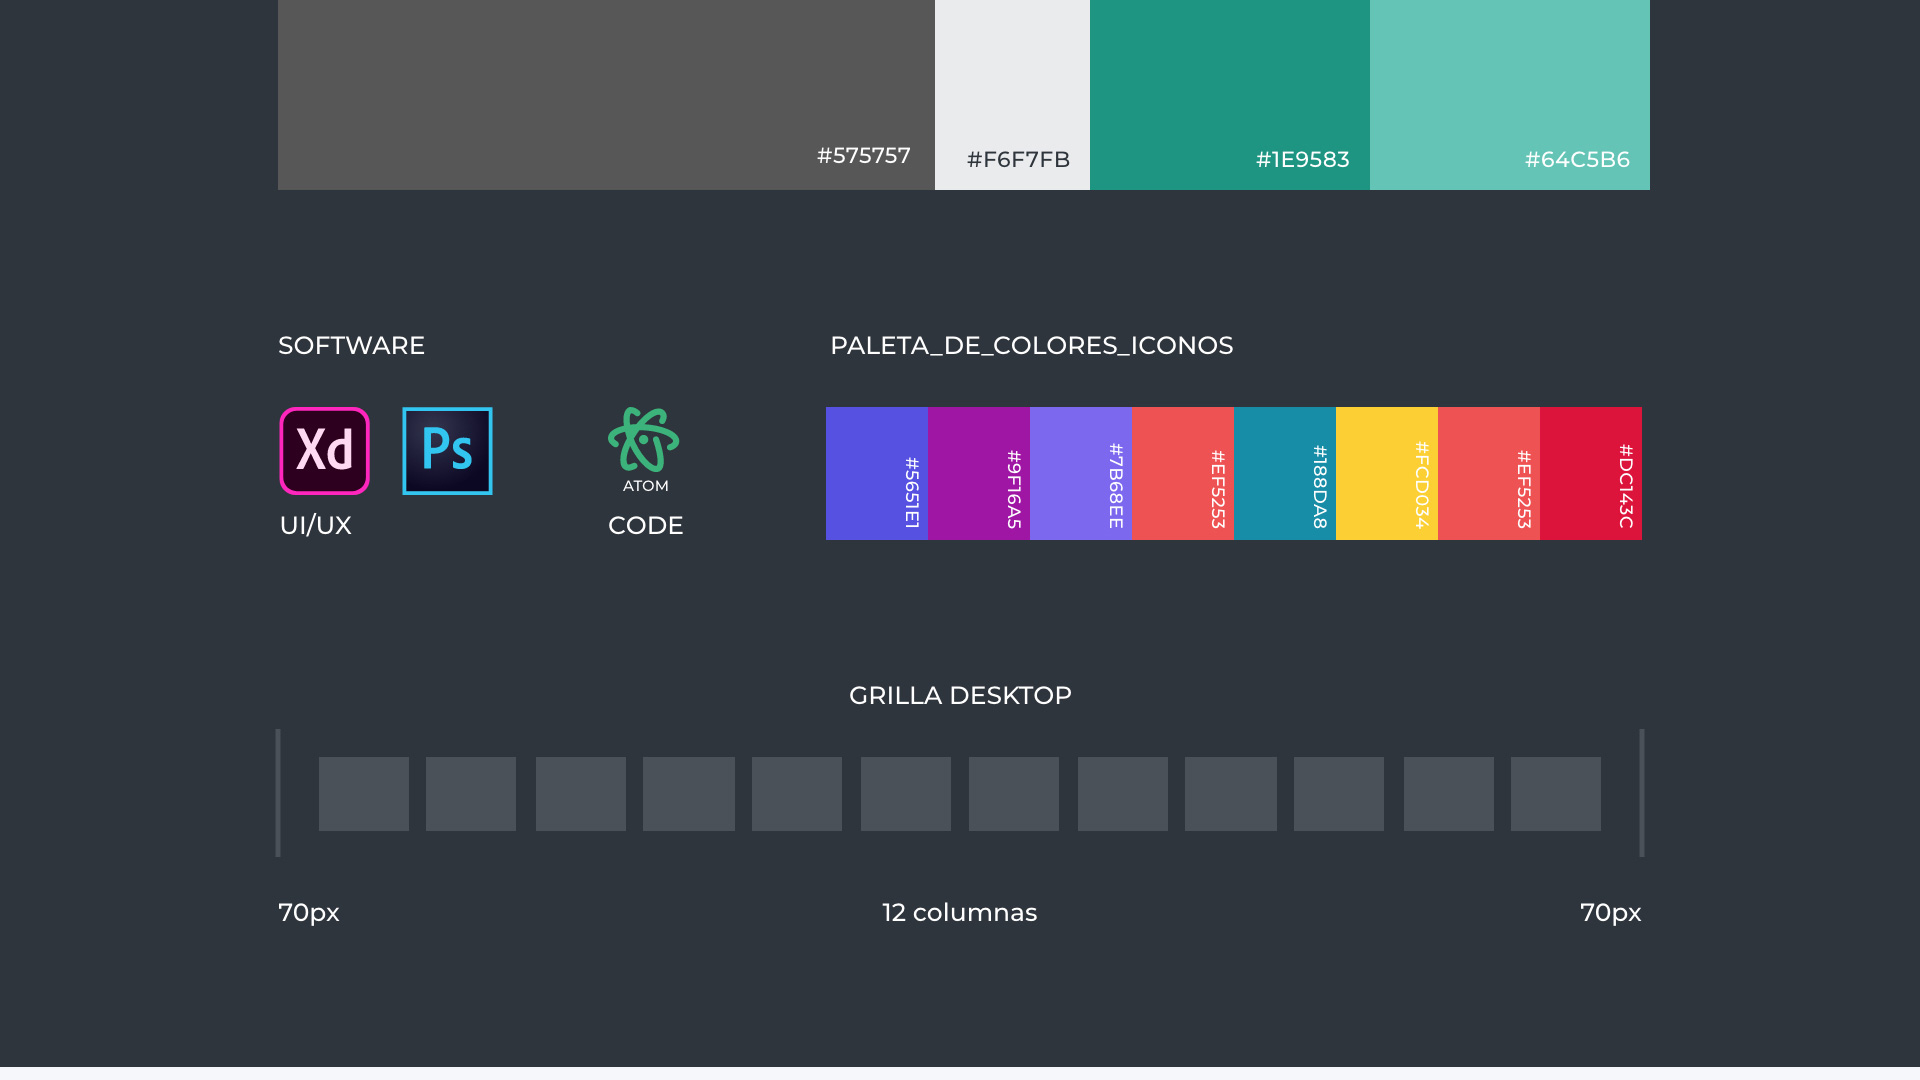 #575757
#F6F7FB
#1E9583
#64C5B6
SOFTWARE
PALETA_DE_COLORES_ICONOS
Xd
Ps
ATOM
UI/UX
CODE
#5651E1
#9F16A5
#7B68EE
#EF5253
#188DA8
#FCD034
#EF5253
#DC143C
GRILLA DESKTOP
70px
12 columnas
70px